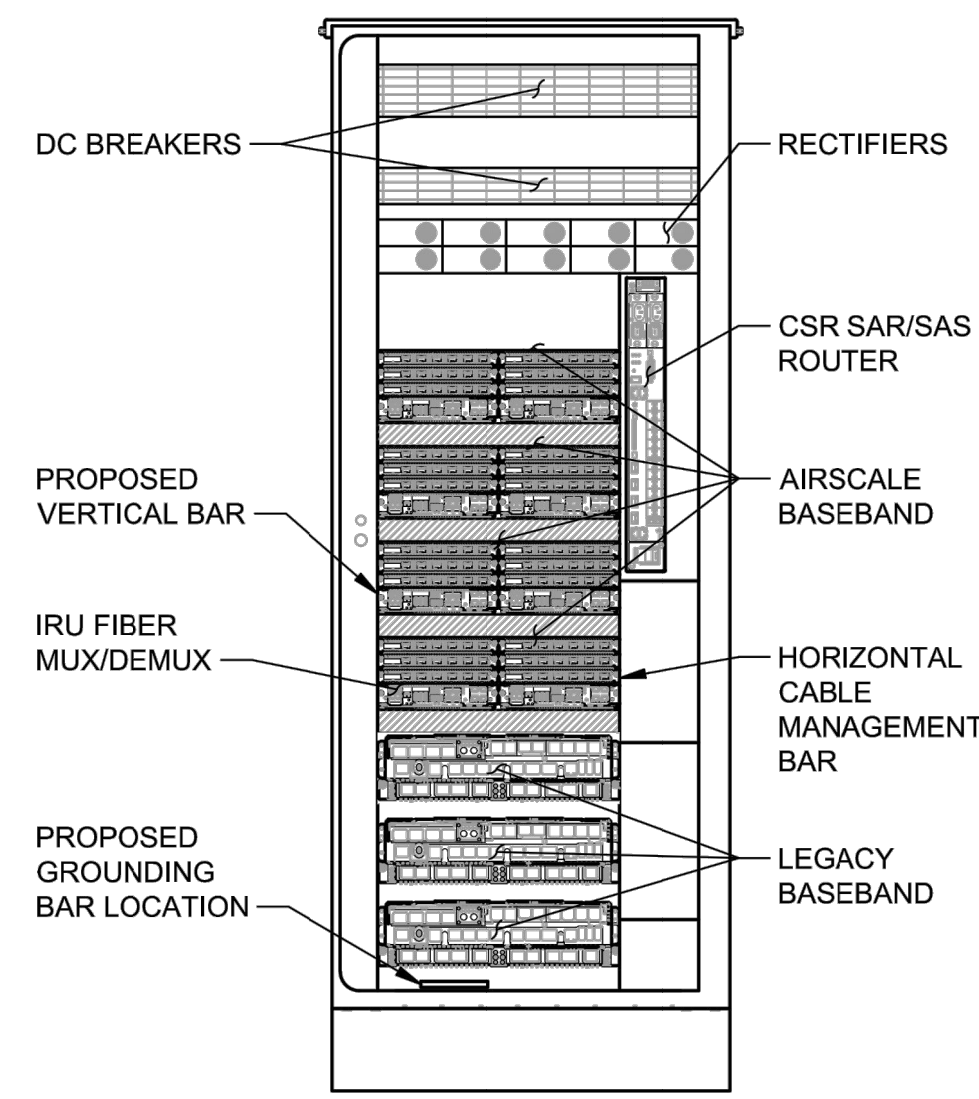 DC BREAKERS
RECTIFIERS
CSR SAR/SAS
ROUTER
PROPOSED
VERTICAL BAR
AIRSCALE
BASEBAND
IRU FIBER
MUX/DEMUX
HORIZONTAL
CABLE
MANAGEMENT
BAR
PROPOSED
GROUNDING
BAR LOCATION
LEGACY
BASEBAND